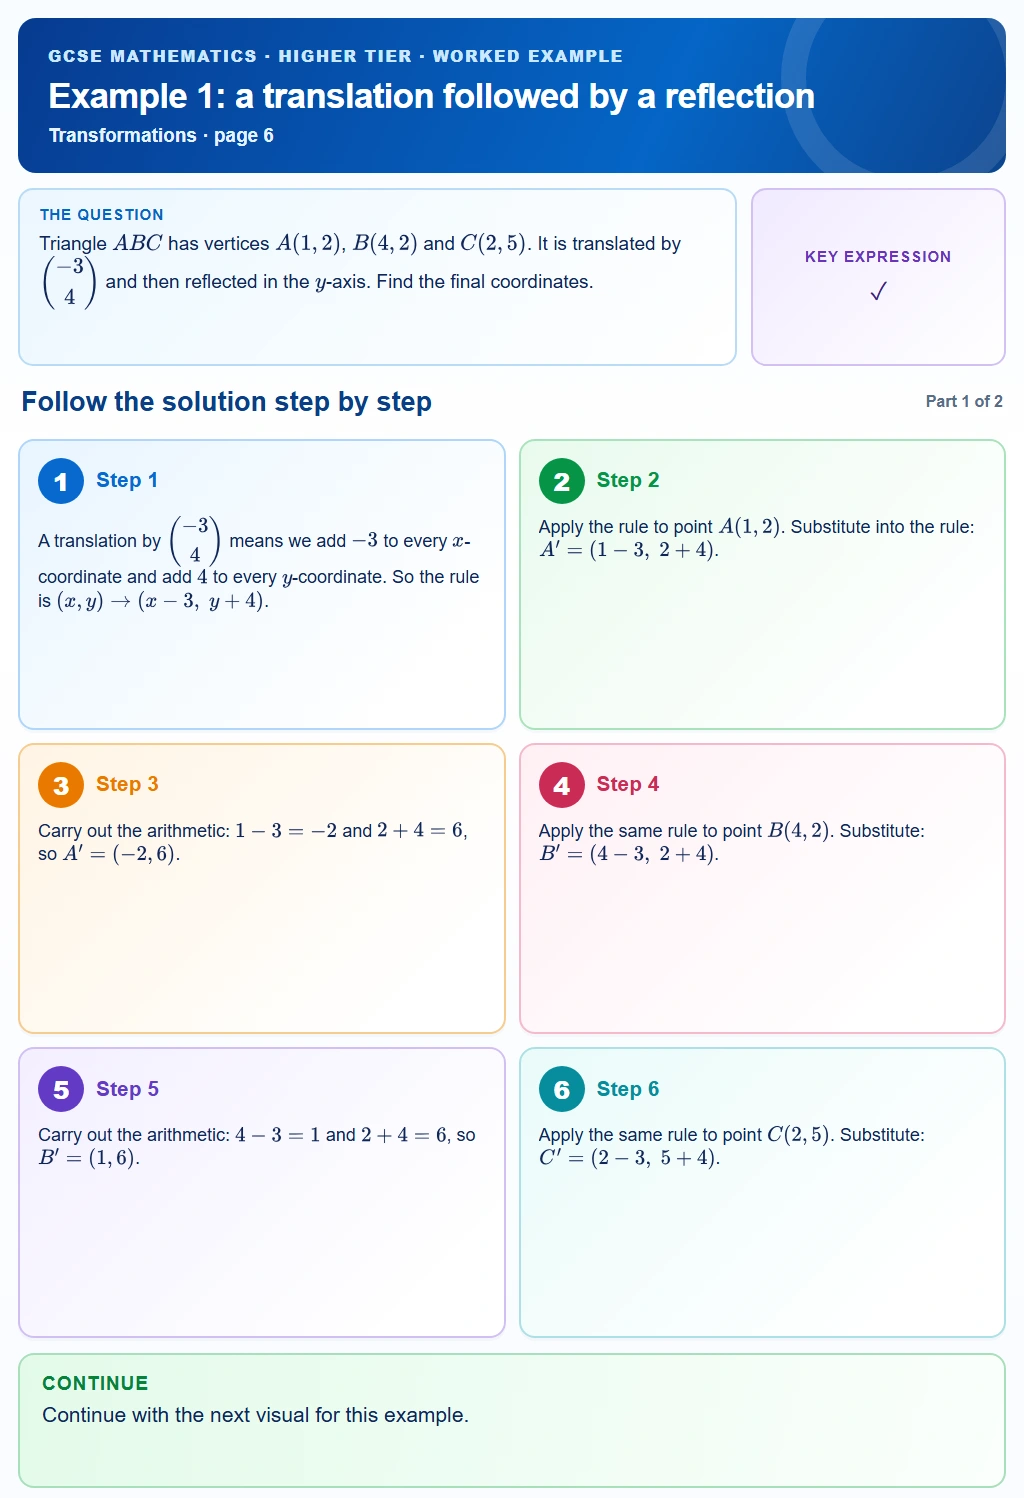 GCSE MATHEMATICS · HIGHER TIER · WORKED EXAMPLE
Example 1: a translation followed by a reflection
Transformations · page 6
THE QUESTION
Triangle ABC has vertices A(1, 2), B(4, 2) and C(2, 5). It is translated by
(−3
4) and then reflected in the y-axis. Find the final coordinates.
KEY EXPRESSION
✓
Follow the solution step by step
Part 1 of 2
1 Step 1
A translation by (−3
4) means we add −3 to every x-
coordinate and add 4 to every y-coordinate. So the rule
is (x, y) → (x − 3, y + 4).
2 Step 2
Apply the rule to point A(1, 2). Substitute into the rule:
A′ = (1 − 3, 2 + 4).
3 Step 3
Carry out the arithmetic: 1 − 3 = −2 and 2 + 4 = 6,
so A′ = (−2, 6).
4 Step 4
Apply the same rule to point B(4, 2). Substitute:
B′ = (4 − 3, 2 + 4).
5 Step 5
Carry out the arithmetic: 4 − 3 = 1 and 2 + 4 = 6, so
B′ = (1, 6).
6 Step 6
Apply the same rule to point C(2, 5). Substitute:
C′ = (2 − 3, 5 + 4).
CONTINUE
Continue with the next visual for this example.